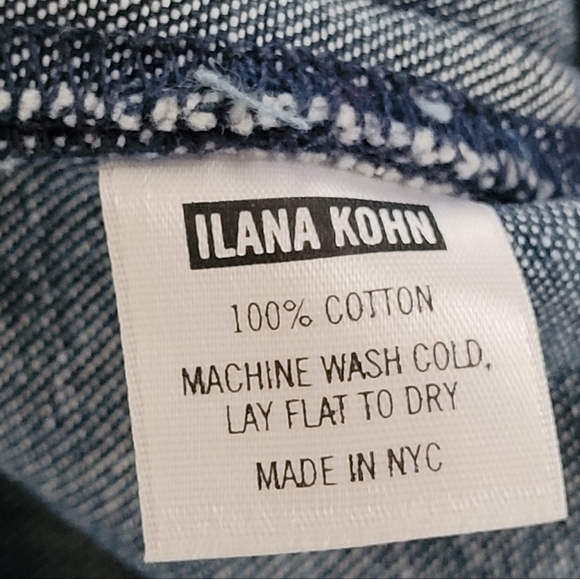 ILANA KOHN
100% COTTON
MACHINE WASH COLD,
LAY FLAT TO DRY
MADE IN NYC